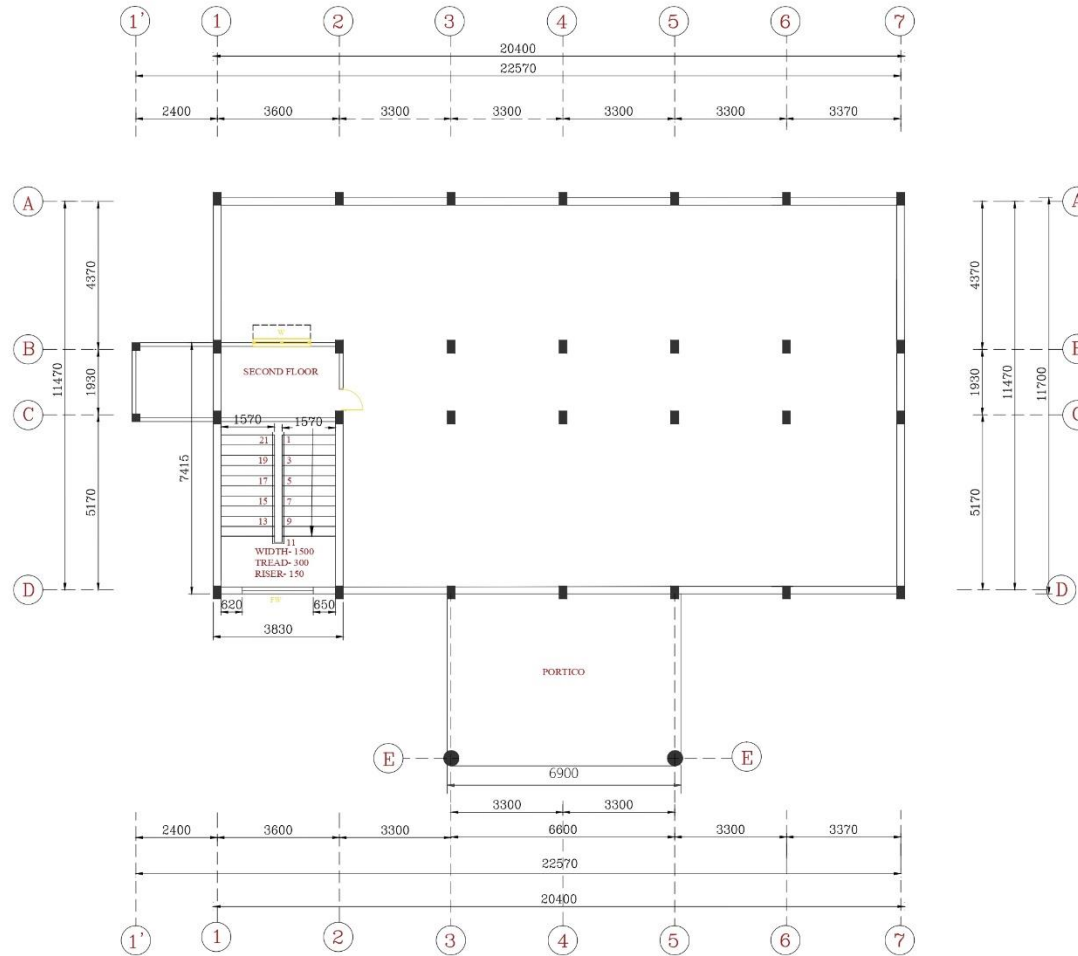 1' 1 2 3 4 5 6 7
20400
22570
2400 3600 3300 3300 3300 3300 3370
A A
4370 4370
B B
11470 1930 SECOND FLOOR 1930 11470 11700
C C
1570 1570
21 1
19 3
7415 17 5
5170 15 7 5170
13 9
11
WIDTH- 1500
TREAD- 300
RISER- 150
D D
620 650
3830
PORTICO
E E
6900
3300 3300
2400 3600 3300 6600 3300 3370
22570
20400
1' 1 2 3 4 5 6 7